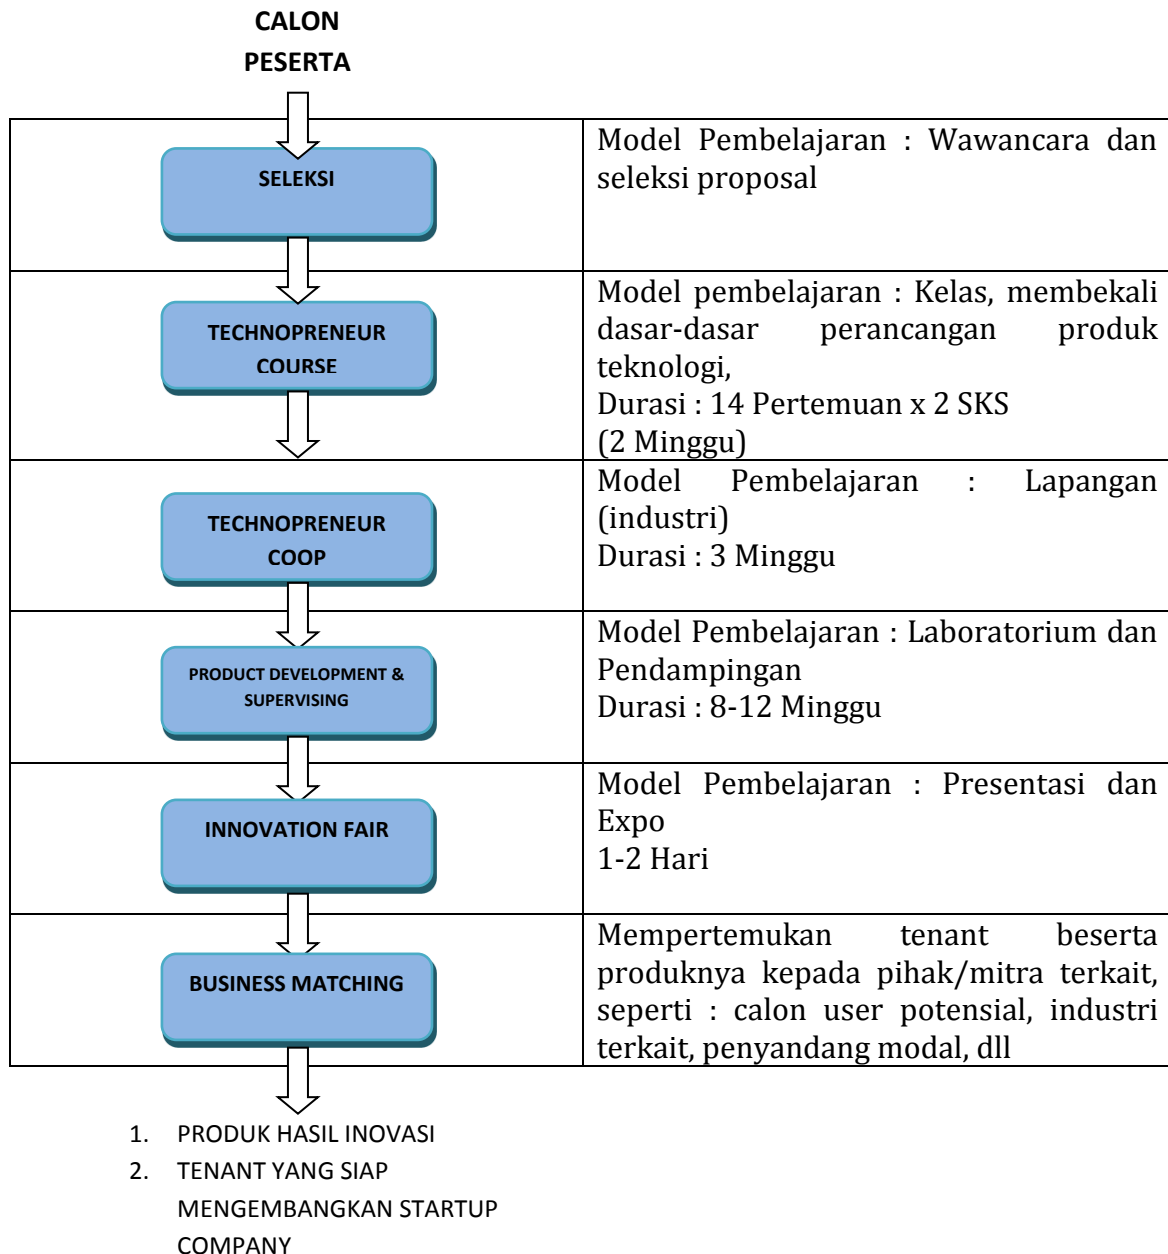 CALON
PESERTA
SELEKSI
Model Pembelajaran : Wawancara dan
seleksi proposal
TECHNOPRENEUR
COURSE
Model pembelajaran : Kelas, membekali
dasar-dasar perancangan produk
teknologi,
Durasi : 14 Pertemuan x 2 SKS
(2 Minggu)
TECHNOPRENEUR
COOP
Model Pembelajaran : Lapangan
(industri)
Durasi : 3 Minggu
PRODUCT DEVELOPMENT &
SUPERVISING
Model Pembelajaran : Laboratorium dan
Pendampingan
Durasi : 8-12 Minggu
INNOVATION FAIR
Model Pembelajaran : Presentasi dan
Expo
1-2 Hari
BUSINESS MATCHING
Mempertemukan tenant beserta
produknya kepada pihak/mitra terkait,
seperti : calon user potensial, industri
terkait, penyandang modal, dll
1. PRODUK HASIL INOVASI
2. TENANT YANG SIAP
MENGEMBANGKAN STARTUP
COMPANY